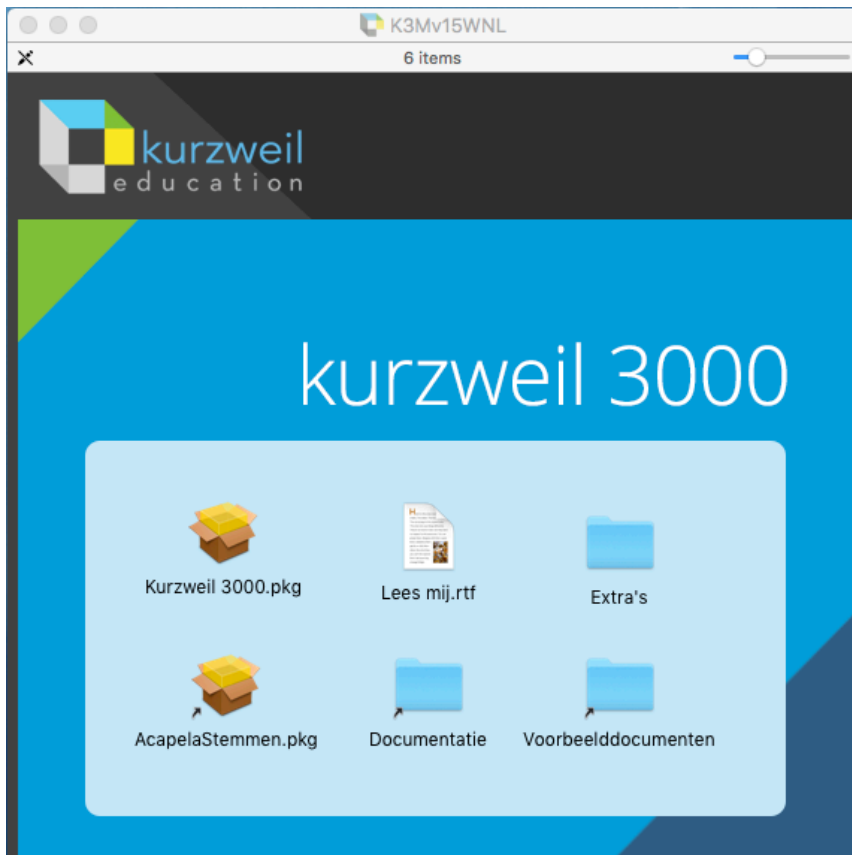 K3Mv15WNL
6 items
kurzweil
education
kurzweil 3000
Kurzweil 3000.pkg
Lees mij.rtf
Extra's
AcapelaStemmen.pkg
Documentatie
Voorbeelddocumenten